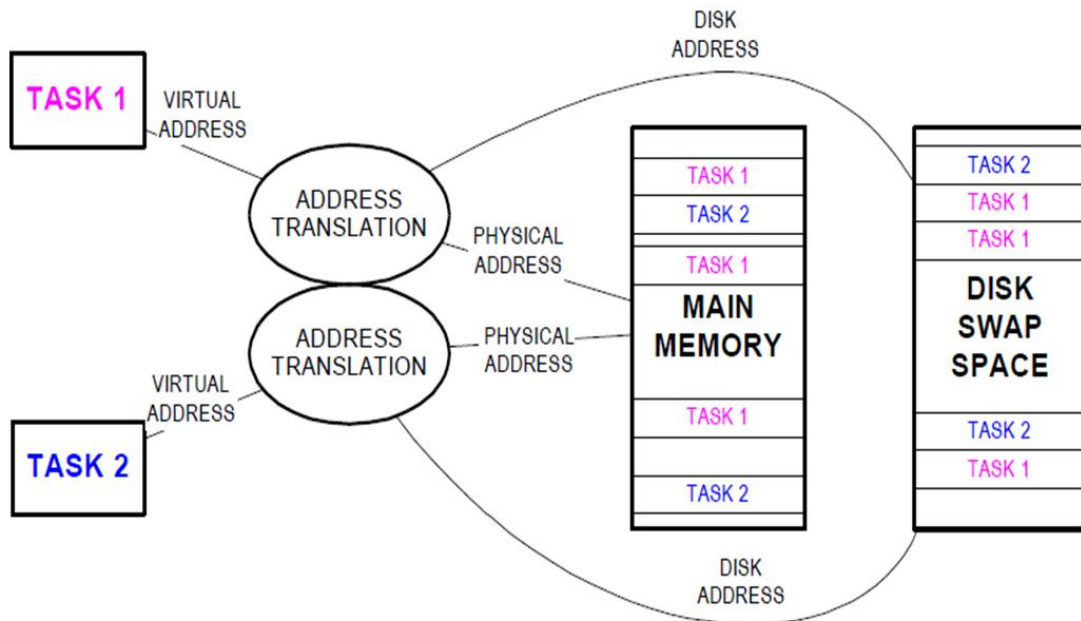 DISK
ADDRESS
TASK 1
VIRTUAL
ADDRESS
ADDRESS
TRANSLATION
PHYSICAL
ADDRESS
ADDRESS
TRANSLATION
PHYSICAL
ADDRESS
VIRTUAL
ADDRESS
TASK 2
TASK 1
TASK 2
TASK 1
MAIN
MEMORY
TASK 1
TASK 2
TASK 2
TASK 1
TASK 1
DISK
SWAP
SPACE
TASK 2
TASK 1
DISK
ADDRESS